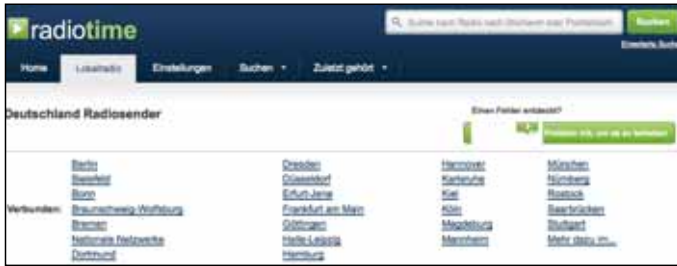 radiotime
Suche nach Radio nach Stichwort oder Postleitzahl
Suchen
Erweiterte Suche
Home Lokalradio Einstellungen Suchen Zuletzt gehört
Deutschland Radiosender
Einen Fehler entdeckt?
Berlin Dresden Hannover München
Bielefeld Düsseldorf Karlsruhe Nürnberg
Bonn Erfurt-Jena Kiel Rostock
Verbunden: Braunschweig-Wolfsburg Frankfurt am Main Köln Saarbrücken
Bremen Göttingen Magdeburg Stuttgart
Nationale Netzwerke Halle-Leipzig Mannheim Mehr dazu im...
Dortmund Hamburg